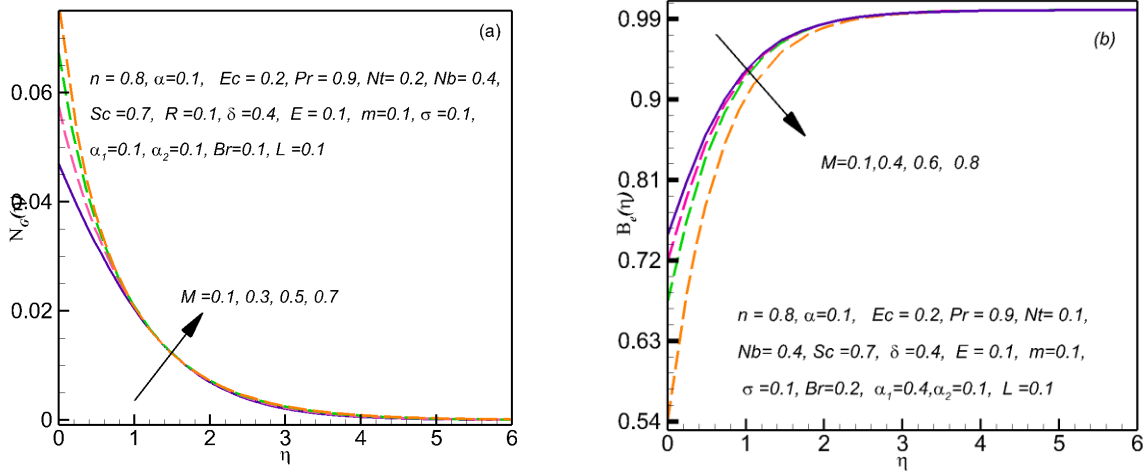 (a)
n = 0.8, α=0.1, Ec = 0.2, Pr = 0.9, Nt= 0.2, Nb= 0.4,
Sc =0.7, R =0.1, δ =0.4, E = 0.1, m=0.1, σ =0.1,
α₁=0.1, α₂=0.1, Br=0.1, L =0.1
M =0.1, 0.3, 0.5, 0.7
N_G(η)
0.06
0.04
0.02
0
0 1 2 3 4 5 6
η
(b)
M=0.1,0.4, 0.6, 0.8
n = 0.8, α=0.1, Ec = 0.2, Pr = 0.9, Nt= 0.1,
Nb= 0.4, Sc =0.7, δ =0.4, E = 0.1, m=0.1,
σ =0.1, Br=0.2, α₁=0.4,α₂=0.1, L =0.1
B_e(η)
0.99
0.9
0.81
0.72
0.63
0.54
0 1 2 3 4 5 6
η